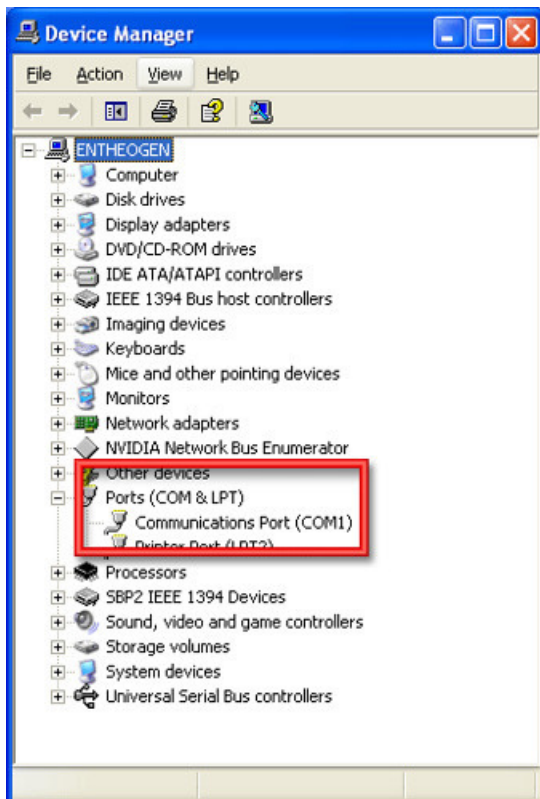 Device Manager
File Action View Help
ENTHEOGEN
Computer
Disk drives
Display adapters
DVD/CD-ROM drives
IDE ATA/ATAPI controllers
IEEE 1394 Bus host controllers
Imaging devices
Keyboards
Mice and other pointing devices
Monitors
Network adapters
NVIDIA Network Bus Enumerator
Other devices
Ports (COM & LPT)
Communications Port (COM1)
Printer Port (LPT2)
Processors
SBP2 IEEE 1394 Devices
Sound, video and game controllers
Storage volumes
System devices
Universal Serial Bus controllers